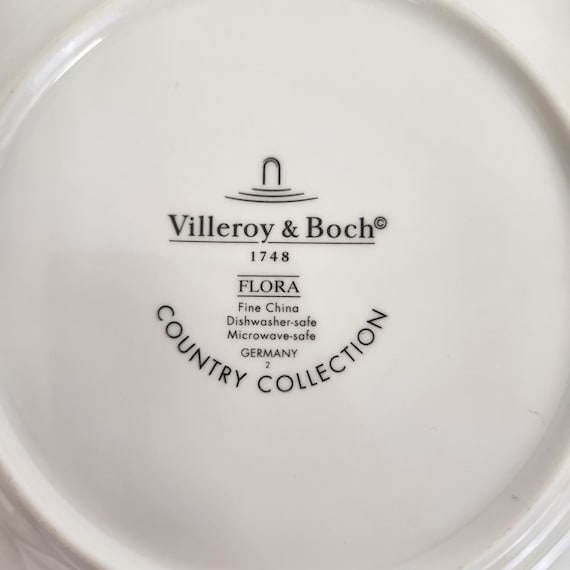 Villeroy & Boch©
1748
FLORA
Fine China
Dishwasher-safe
Microwave-safe
GERMANY
2
COUNTRY COLLECTION